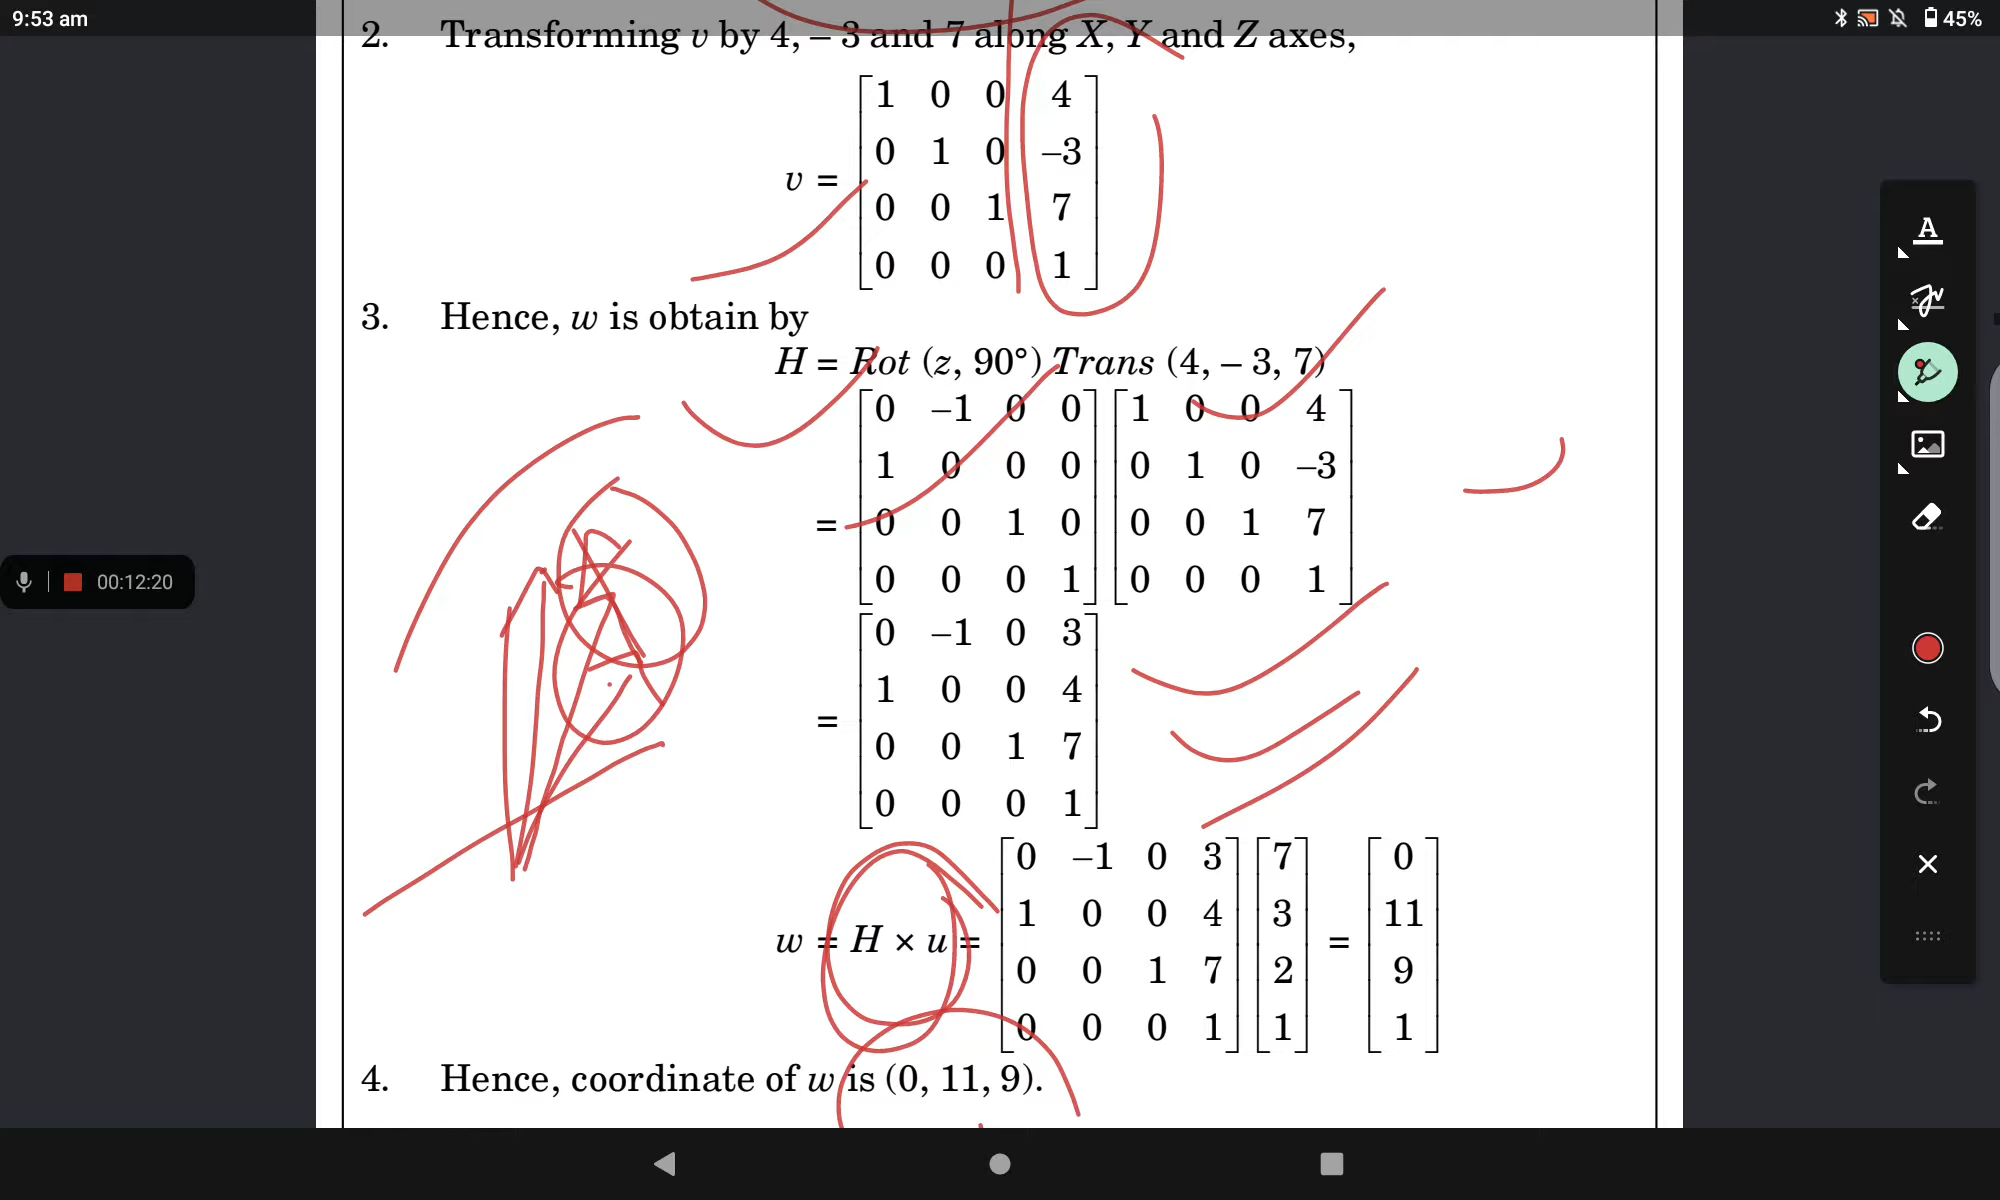 9:53 am
45%
2. Transforming v by 4, – 3 and 7 along X, Y and Z axes,
v = [1 0 0 4
0 1 0 –3
0 0 1 7
0 0 0 1]
3. Hence, w is obtain by
H = Rot (z, 90°) Trans (4, – 3, 7)
= [0 –1 0 0] [1 0 0 4]
1 0 0 0 0 1 0 –3
0 0 1 0 0 0 1 7
0 0 0 1 0 0 0 1
00:12:20
= [0 –1 0 3
1 0 0 4
0 0 1 7
0 0 0 1]
w = H × u = [0 –1 0 3] [7] = [0]
1 0 0 4 3 11
0 0 1 7 2 9
0 0 0 1 1 1
4. Hence, coordinate of w is (0, 11, 9).
A